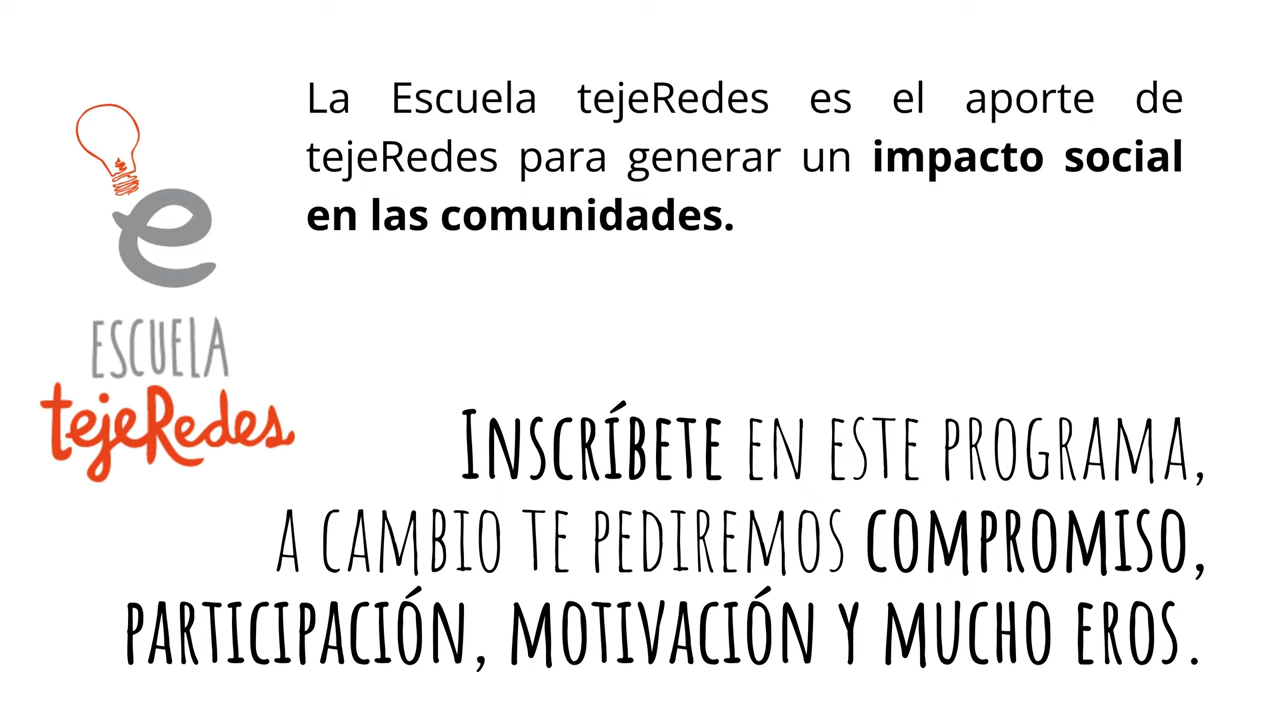 La Escuela tejeRedes es el aporte de
tejeRedes para generar un impacto social
en las comunidades.
e
ESCUELA
tejeRedes
INSCRÍBETE EN ESTE PROGRAMA,
A CAMBIO TE PEDIREMOS COMPROMISO,
PARTICIPACIÓN, MOTIVACIÓN Y MUCHO EROS.